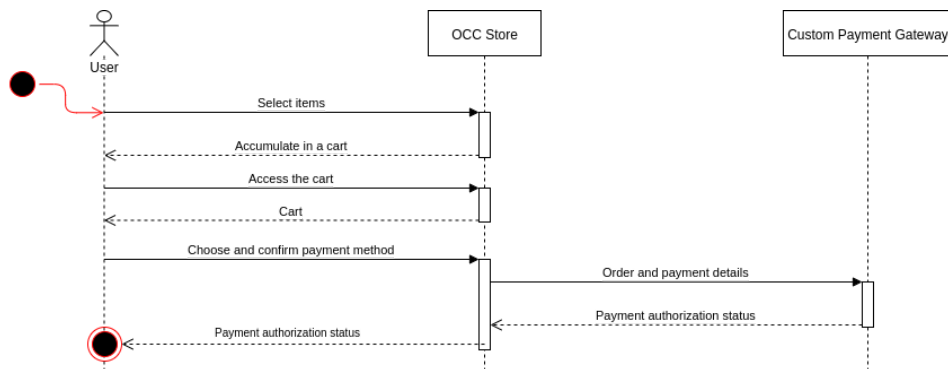 OCC Store
Custom Payment Gateway
User
Select items
Accumulate in a cart
Access the cart
Cart
Choose and confirm payment method
Order and payment details
Payment authorization status
Payment authorization status